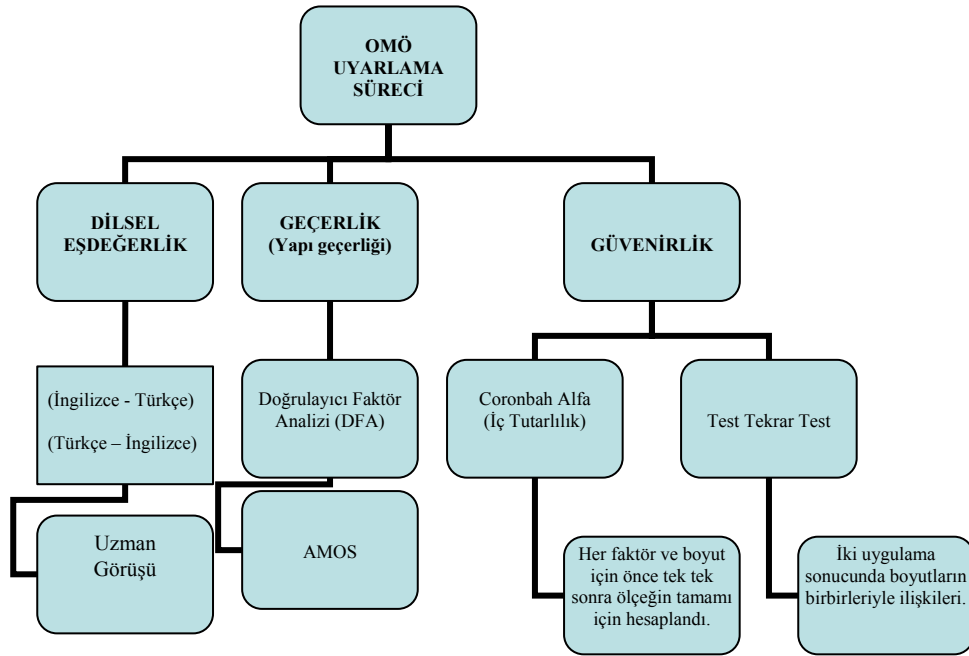 OMÖ
UYARLAMA
SÜRECİ
DİLSEL
EŞDEĞERLİK
GEÇERLİK
(Yapı geçerliği)
GÜVENİRLİK
(İngilizce - Türkçe)
(Türkçe – İngilizce)
Doğrulayıcı Faktör
Analizi (DFA)
Coronbah Alfa
(İç Tutarlılık)
Test Tekrar Test
Uzman
Görüşü
AMOS
Her faktör ve boyut
için önce tek tek
sonra ölçeğin tamamı
için hesaplandı.
İki uygulama
sonucunda boyutların
birbirleriyle ilişkileri.